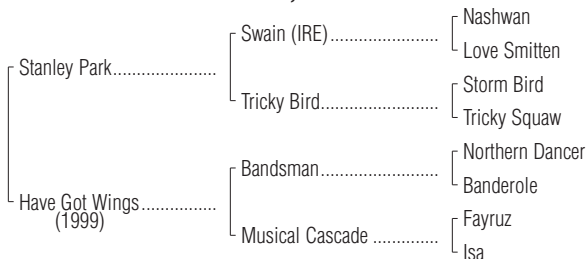 Nashwan
Swain (IRE)
Love Smitten
Stanley Park
Storm Bird
Tricky Bird
Tricky Squaw
Northern Dancer
Bandsman
Banderole
Have Got Wings
(1999)
Fayruz
Musical Cascade
Isa